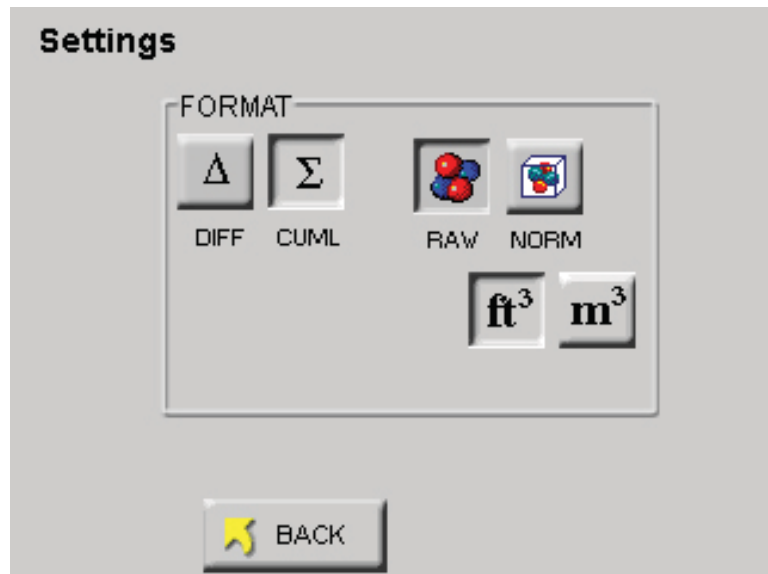 Settings
FORMAT
Δ Σ
DIFF CUML RAW NORM
ft³ m³
BACK